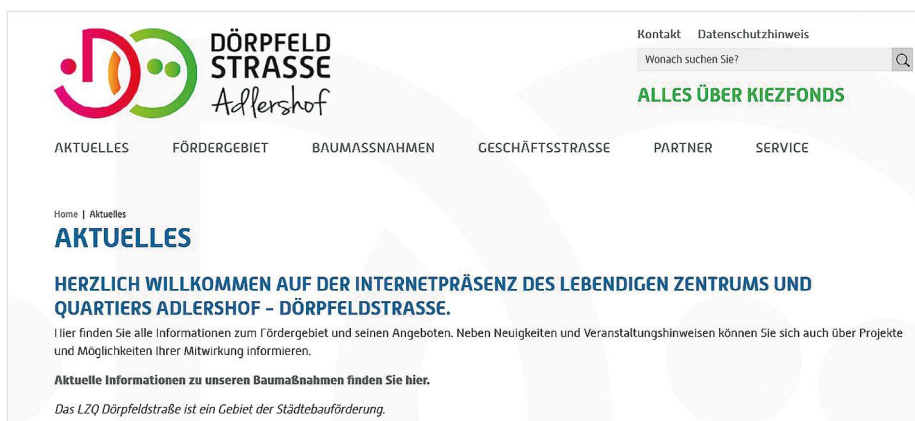 DÖRPFELD
STRASSE
Adlershof
Kontakt Datenschutzhinweis
Wonach suchen Sie?
ALLES ÜBER KIEZFONDS
AKTUELLES FÖRDERGEBIET BAUMASSNAHMEN GESCHÄFTSSTRASSE PARTNER SERVICE
Home | Aktuelles
AKTUELLES
HERZLICH WILLKOMMEN AUF DER INTERNETPRÄSENZ DES LEBENDIGEN ZENTRUMS UND
QUARTIERS ADLERSHOF – DÖRPFELDSTRASSE.
Hier finden Sie alle Informationen zum Fördergebiet und seinen Angeboten. Neben Neuigkeiten und Veranstaltungshinweisen können Sie sich auch über Projekte
und Möglichkeiten Ihrer Mitwirkung informieren.
Aktuelle Informationen zu unseren Baumaßnahmen finden Sie hier.
Das LZQ Dörpfeldstraße ist ein Gebiet der Städtebauförderung.